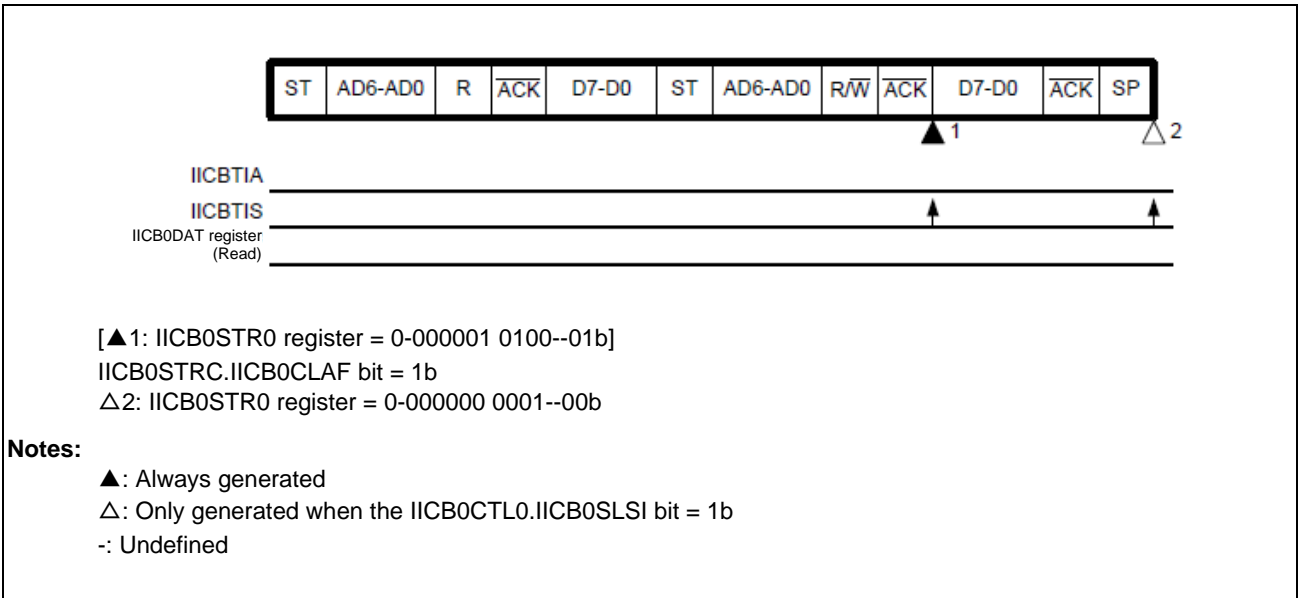 ST AD6-AD0 R ACK D7-D0 ST AD6-AD0 R/W ACK D7-D0 ACK SP
▲1 △2
IICBTIA
IICBTIS
IICB0DAT register
(Read)
[▲1: IICB0STR0 register = 0-000001 0100--01b]
IICB0STRC.IICB0CLAF bit = 1b
△2: IICB0STR0 register = 0-000000 0001--00b
Notes:
▲: Always generated
△: Only generated when the IICB0CTL0.IICB0SLSI bit = 1b
-: Undefined